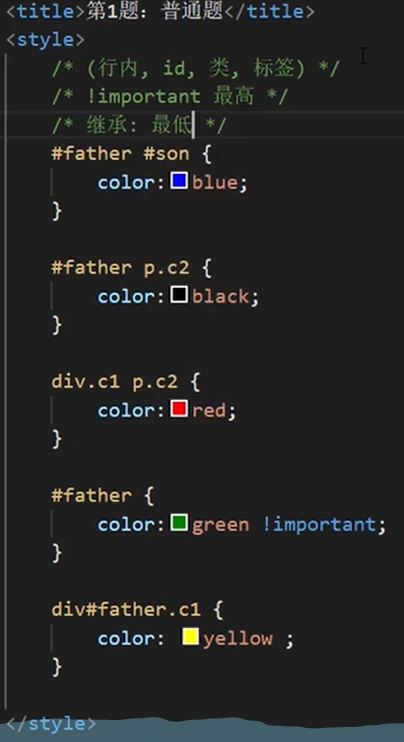 <title>第1题: 普通题</title>
<style>
/* (行内, id, 类, 标签) */
/* !important 最高 */
/* 继承: 最低 */
#father #son {
color: blue;
}
#father p.c2 {
color: black;
}
div.c1 p.c2 {
color: red;
}
#father {
color: green !important;
}
div#father.c1 {
color: yellow ;
}
</style>